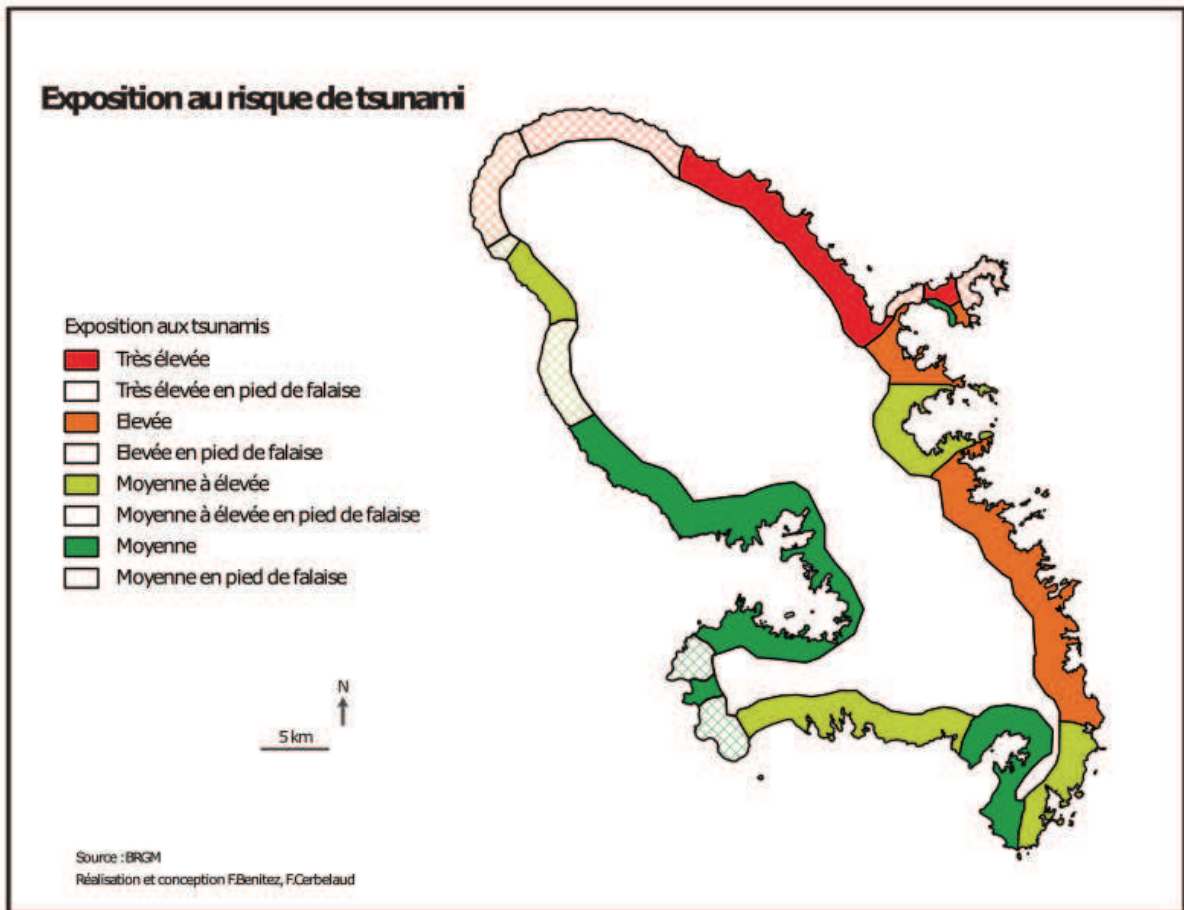 Exposition au risque de tsunami
Exposition aux tsunamis
Très élevée
Très élevée en pied de falaise
Elevée
Elevée en pied de falaise
Moyenne à élevée
Moyenne à élevée en pied de falaise
Moyenne
Moyenne en pied de falaise
N
5 km
Source : BRGM
Réalisation et conception F.Benitez, F.Cerbelaud